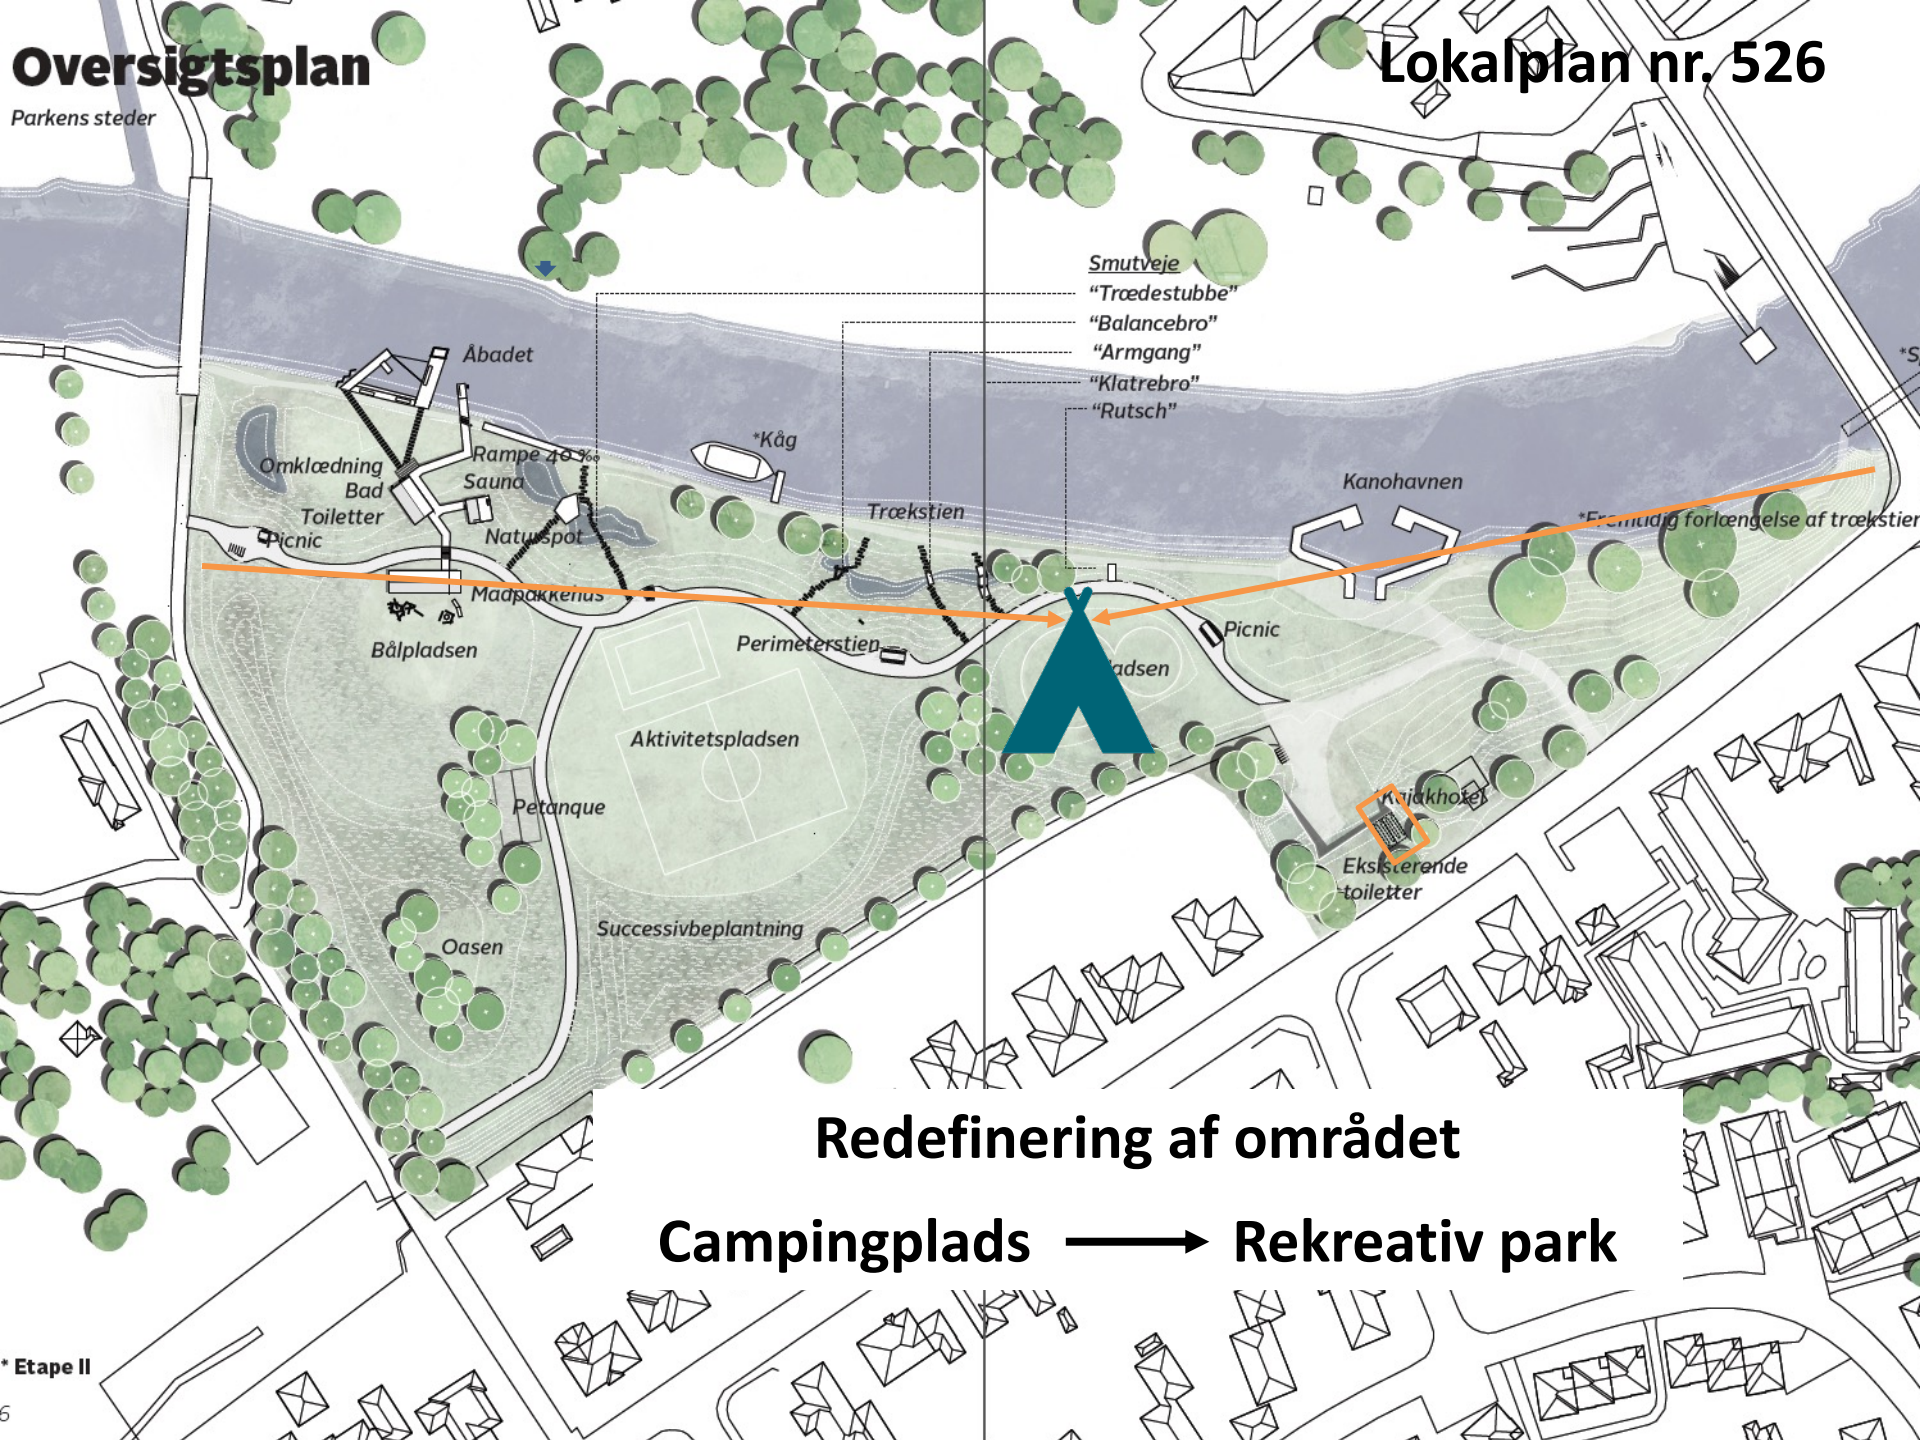 Oversigtsplan
Parkens steder
Lokalplan nr. 526
Smutveje
“Trædestubbe”
“Balancebro”
“Armgang”
“Klatrebro”
“Rutsch”
Åbadet
*Kåg
Omklædning
Bad
Toiletter
Rampe 40 ‰
Sauna
Naturspot
Picnic
Trækstien
Kanohavnen
*Fremtidig forlængelse af trækstien
*S
Madpakkehus
Bålpladsen
Perimeterstien
Picnic
ladsen
Aktivitetspladsen
Petanque
*Kajakhotel
Eksisterende
toiletter
Successivbeplantning
Oasen
Redefinering af området
Campingplads
Rekreativ park
* Etape II
6